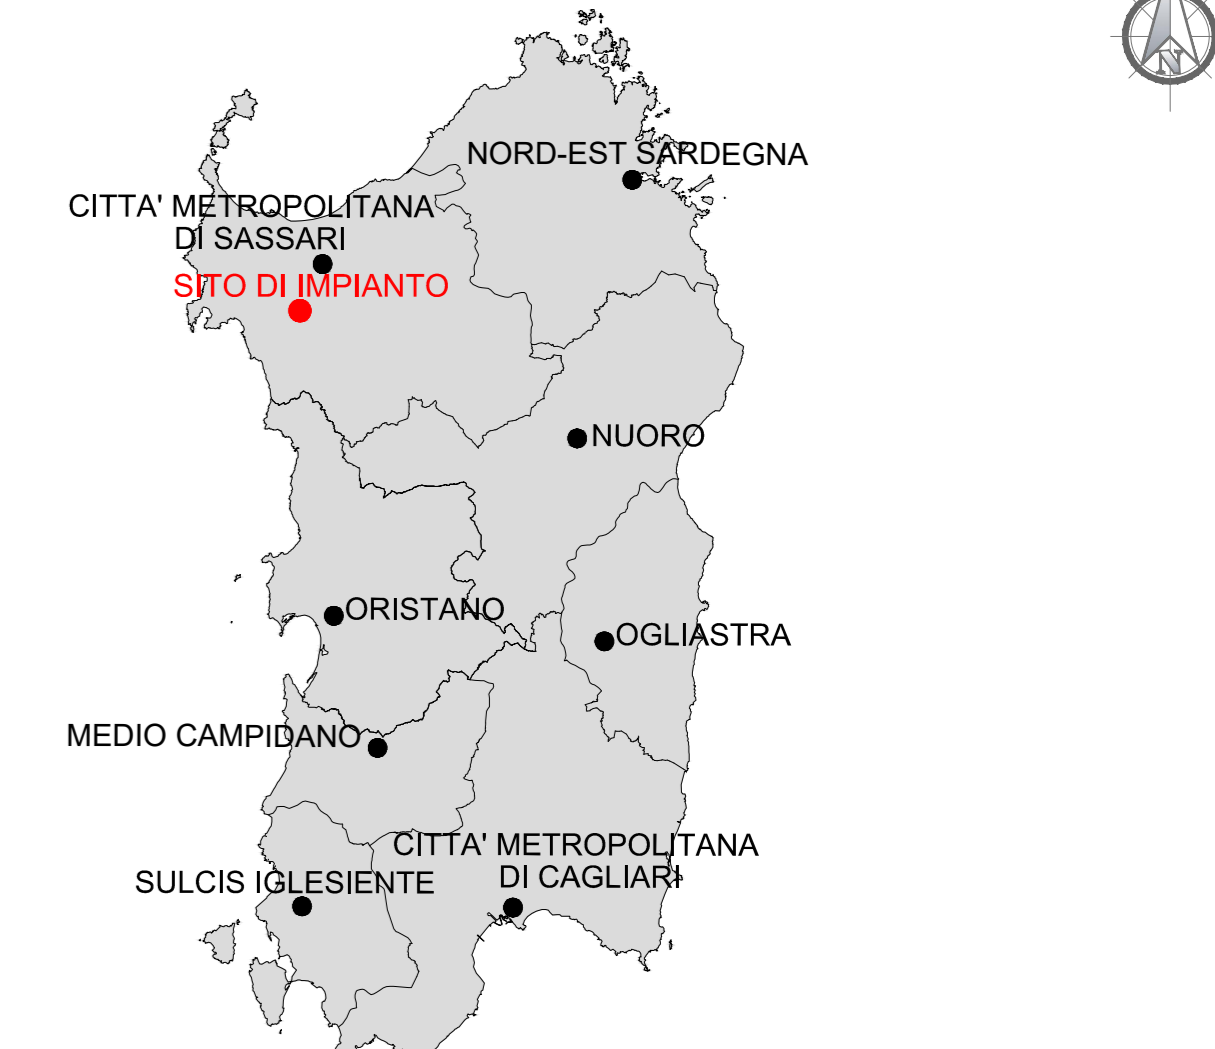 N
NORD-EST SARDEGNA
CITTA' METROPOLITANA
DI SASSARI
SITO DI IMPIANTO
NUORO
ORISTANO
OGLIASTRA
MEDIO CAMPIDANO
CITTA' METROPOLITANA
DI CAGLIARI
SULCIS IGLESIENTE